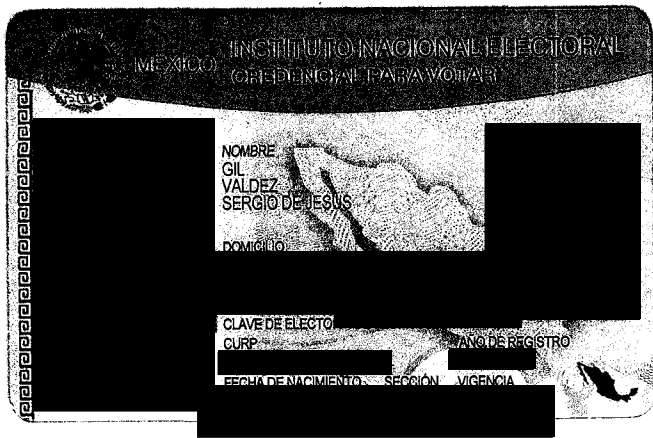 MÉXICO INSTITUTO NACIONAL ELECTORAL
CREDENCIAL PARA VOTAR
NOMBRE
GIL
VALDEZ
SERGIO DE JESUS
DOMICILIO
CLAVE DE ELECTO
CURP AÑO DE REGISTRO
FECHA DE NACIMIENTO SECCIÓN VIGENCIA